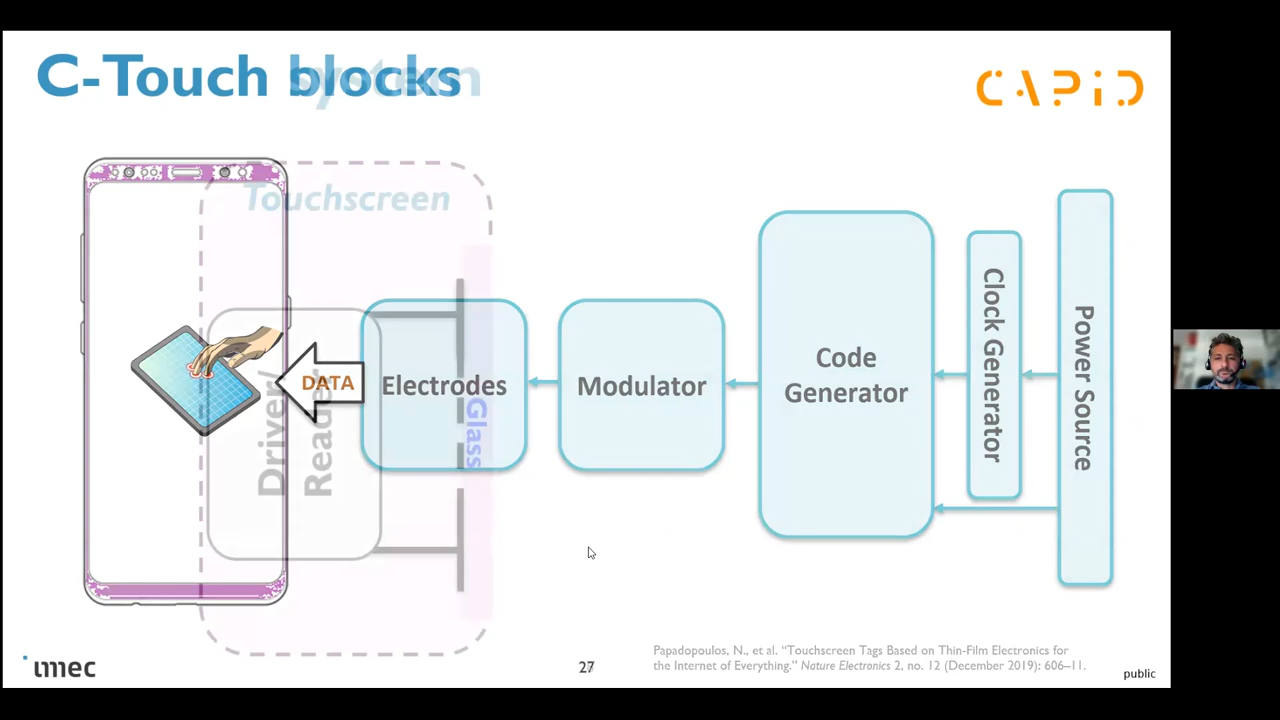 C-Touch blocks
system
CAPID
Touchscreen
Driver/
Reader
DATA
Electrodes
Glass
Modulator
Code
Generator
Clock Generator
Power Source
imec
27
Papadopoulos, N., et al. “Touchscreen Tags Based on Thin-Film Electronics for
the Internet of Everything.” Nature Electronics 2, no. 12 (December 2019): 606–11.
public